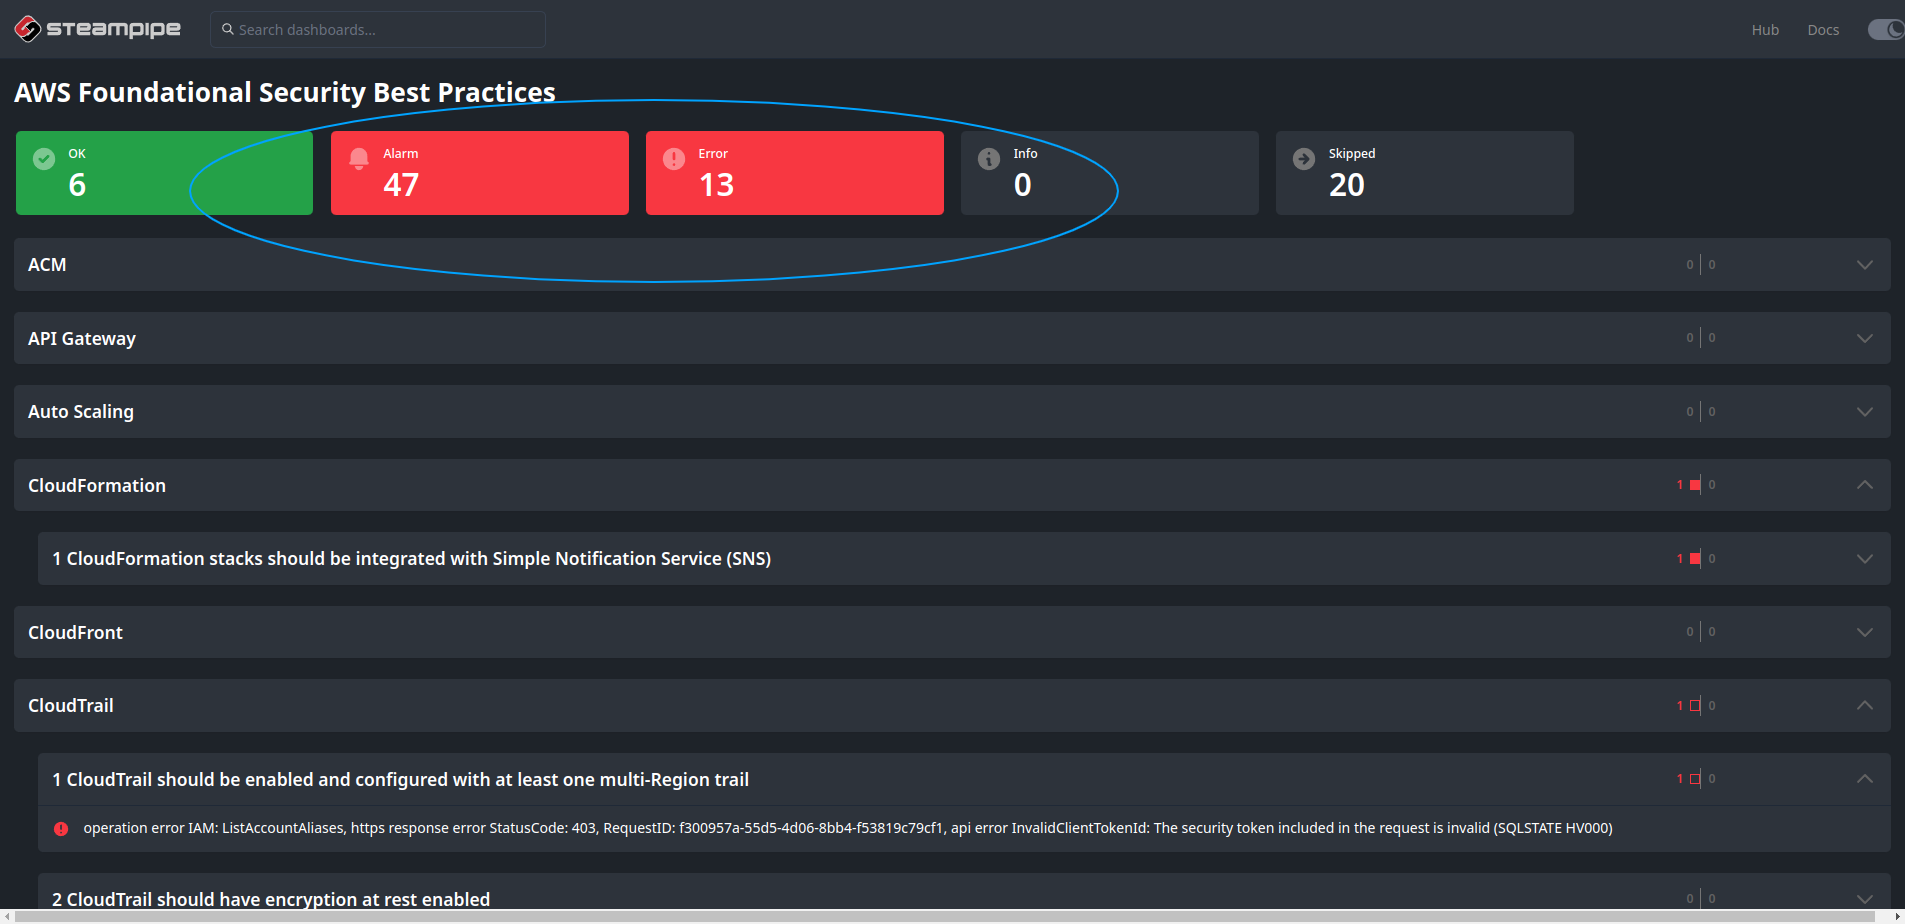 steampipe
Search dashboards...
Hub
Docs
AWS Foundational Security Best Practices
OK
6
Alarm
47
Error
13
Info
0
Skipped
20
ACM 0 0
API Gateway 0 0
Auto Scaling 0 0
CloudFormation 1 0
1 CloudFormation stacks should be integrated with Simple Notification Service (SNS) 1 0
CloudFront 0 0
CloudTrail 1 0
1 CloudTrail should be enabled and configured with at least one multi-Region trail 1 0
operation error IAM: ListAccountAliases, https response error StatusCode: 403, RequestID: f300957a-55d5-4d06-8bb4-f53819c79cf1, api error InvalidClientTokenId: The security token included in the request is invalid (SQLSTATE HV000)
2 CloudTrail should have encryption at rest enabled 0 0